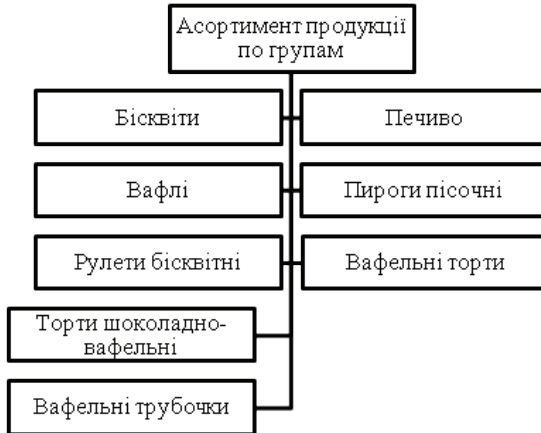 Асортимент продукції
по групам
Бісквіти
Печиво
Вафлі
Пироги пісочні
Рулети бісквітні
Вафельні торти
Торти шоколадно-
вафельні
Вафельні трубочки